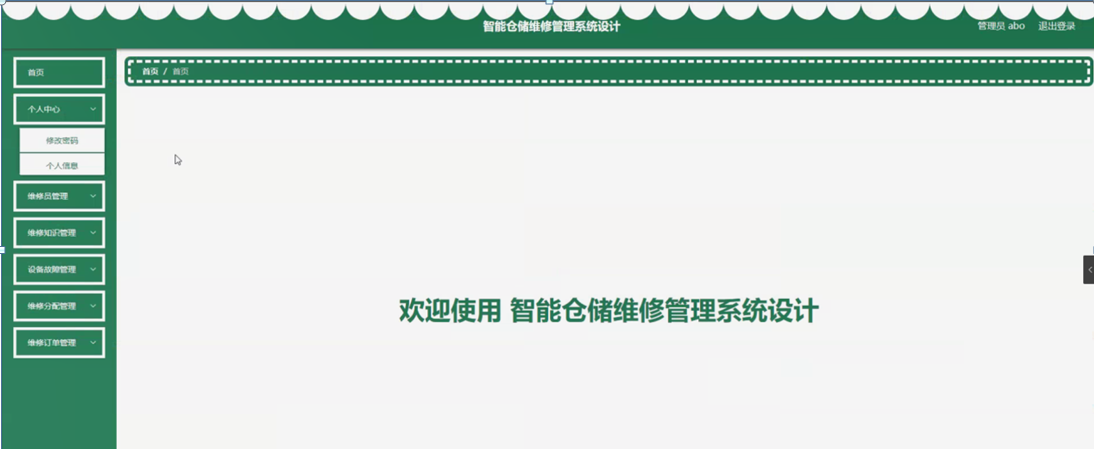 智能仓储维修管理系统设计
管理员 abo 退出登录
首页
首页 / 首页
个人中心
修改密码
个人信息
维修员管理
维修知识管理
设备故障管理
维修分配管理
维修订单管理
欢迎使用 智能仓储维修管理系统设计